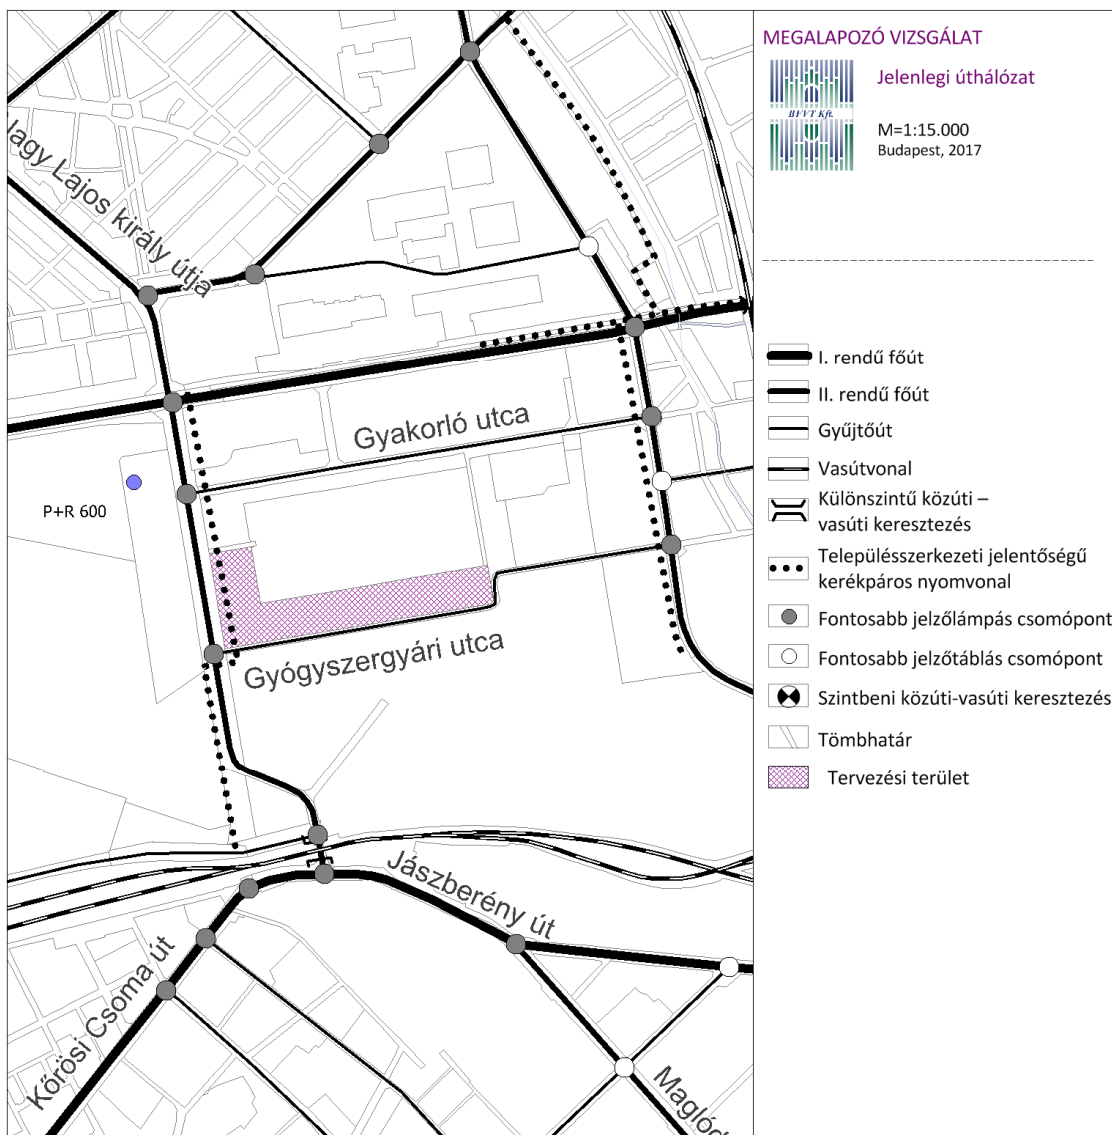 MEGALAPOZÓ VIZSGÁLAT
Jelenlegi úthálózat
BFVT Kft.
M=1:15.000
Budapest, 2017
I. rendű főút
II. rendű főút
Gyűjtőút
Vasútvonal
Különszintű közúti –
vasúti keresztezés
Településszerkezeti jelentőségű
kerékpáros nyomvonal
Fontosabb jelzőlámpás csomópont
Fontosabb jelzőtáblás csomópont
Szintbeni közúti-vasúti keresztezés
Tömbhatár
Tervezési terület
Nagy Lajos király útja
Gyakorló utca
P+R 600
Gyógyszergyári utca
Jászberény út
Kőrösi Csoma út
Maglód